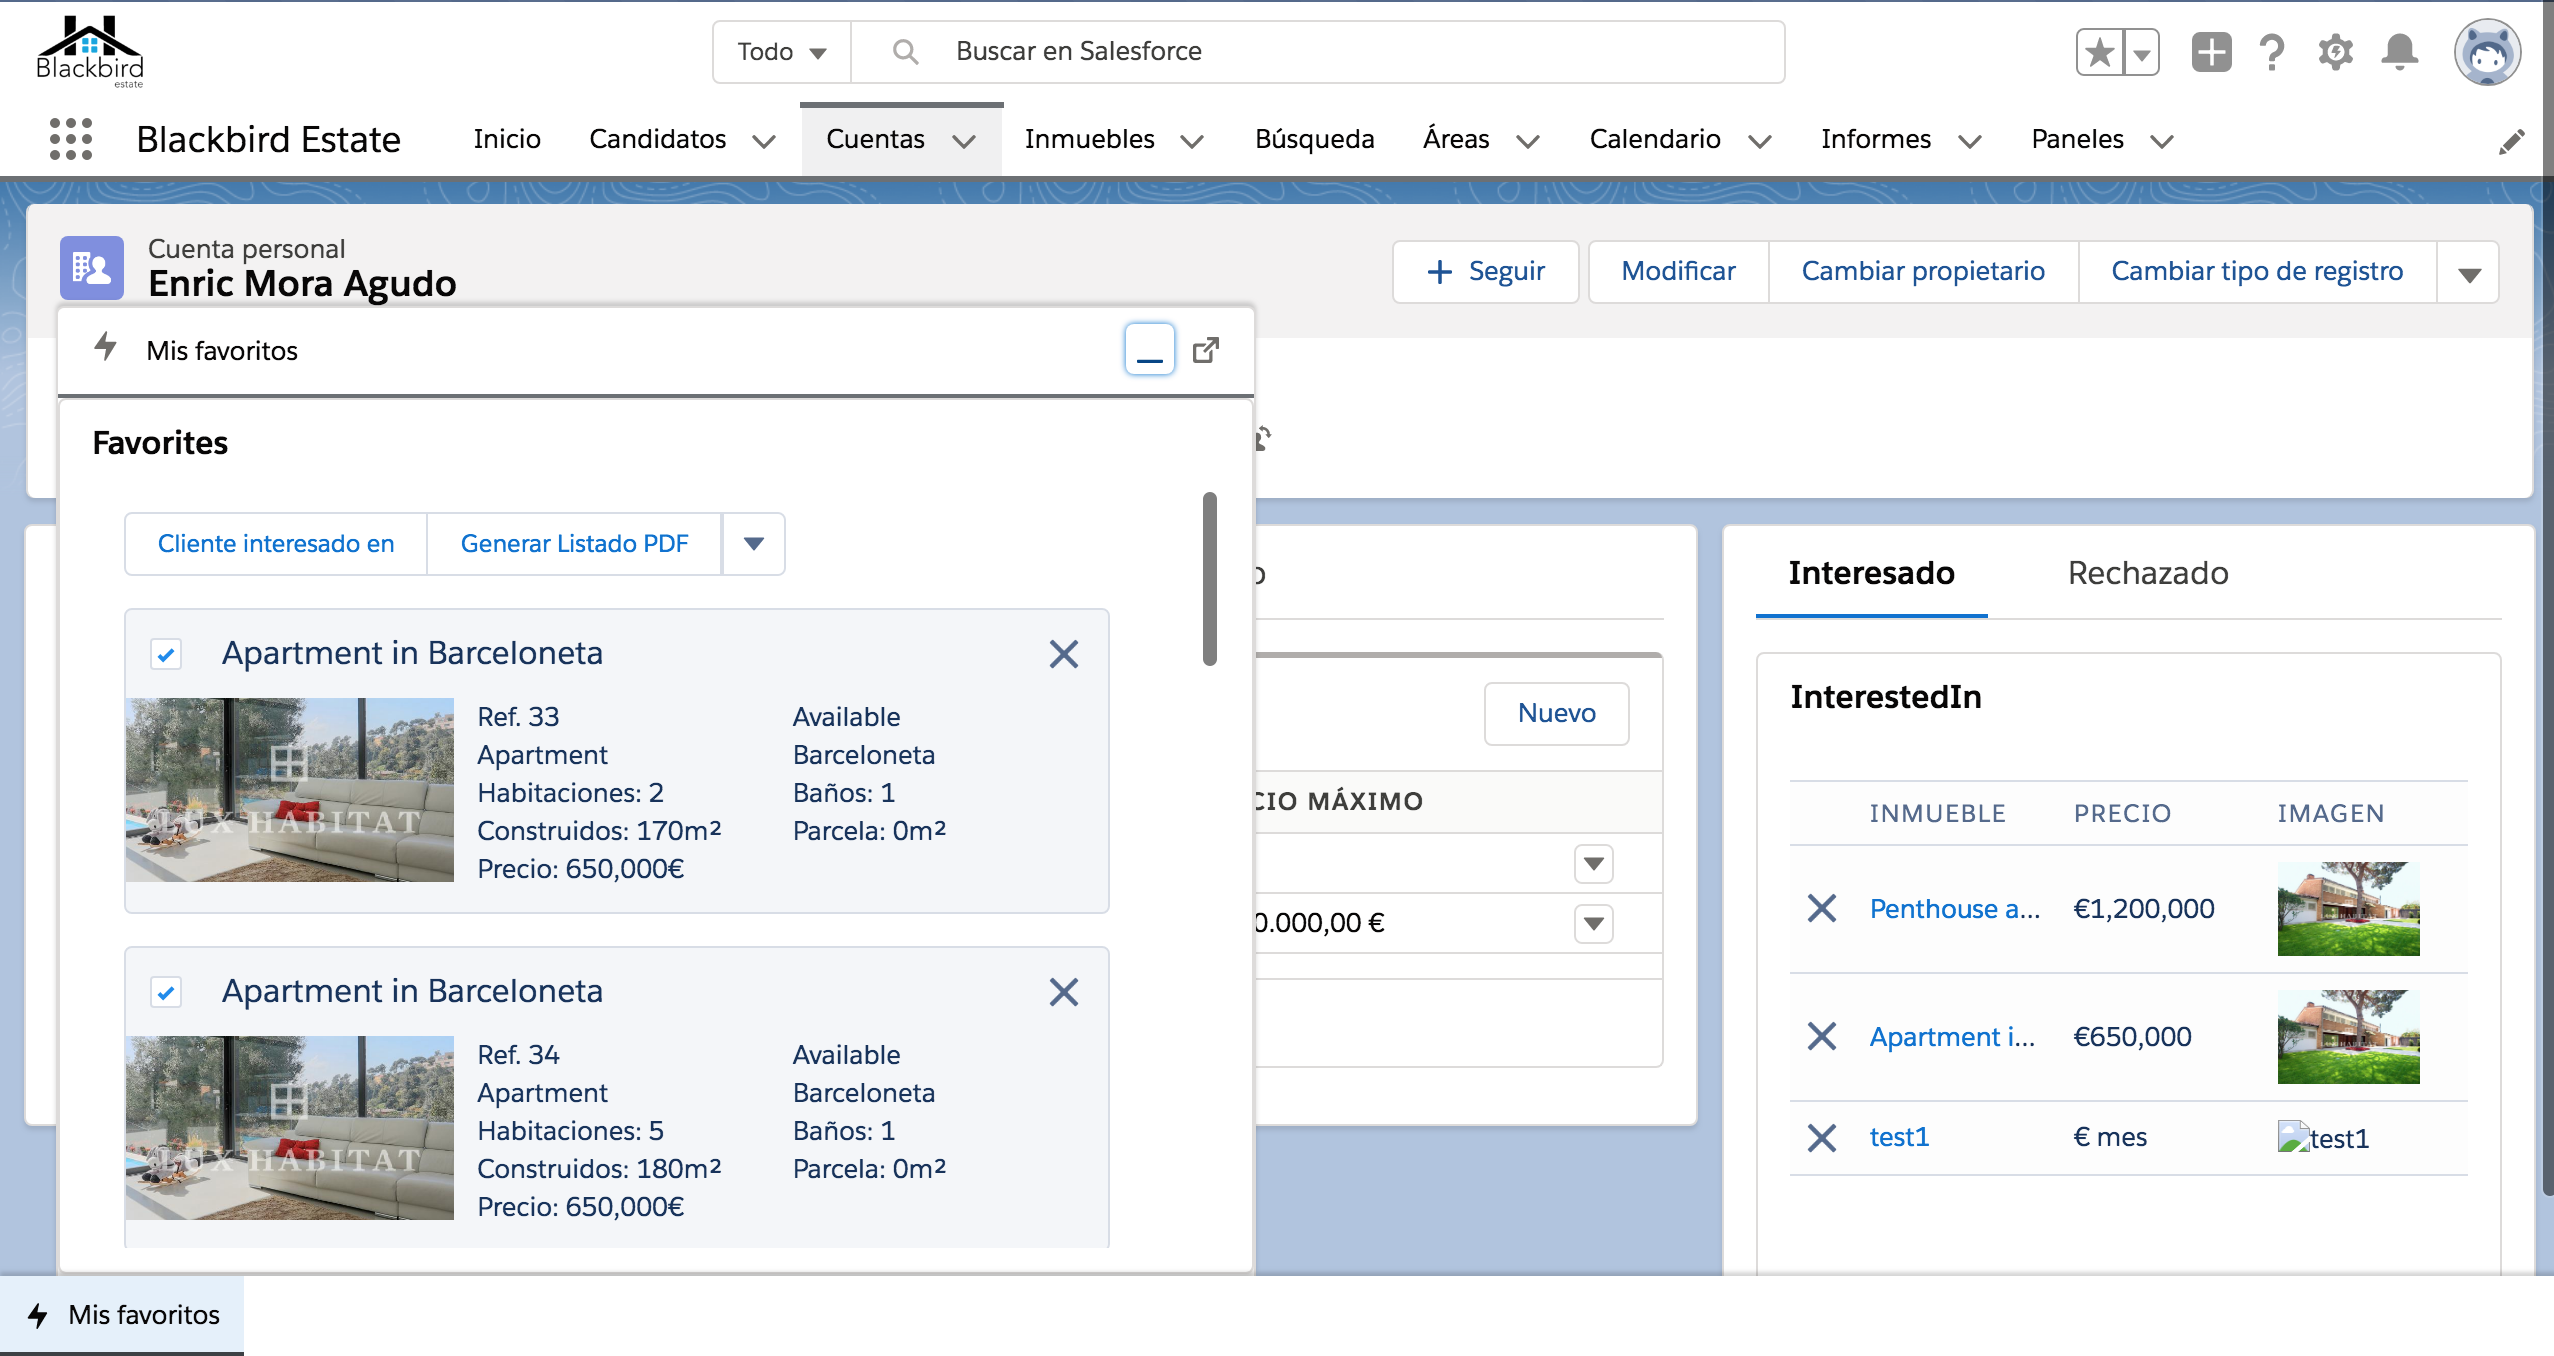 Blackbird
estate
Todo
Buscar en Salesforce
Blackbird Estate
Inicio
Candidatos
Cuentas
Inmuebles
Búsqueda
Áreas
Calendario
Informes
Paneles
Cuenta personal
Enric Mora Agudo
Seguir
Modificar
Cambiar propietario
Cambiar tipo de registro
Mis favoritos
Favorites
Cliente interesado en
Generar Listado PDF
Apartment in Barceloneta
LUX HABITAT
Ref. 33
Available
Apartment
Barceloneta
Habitaciones: 2
Baños: 1
Construidos: 170m²
Parcela: 0m²
Precio: 650,000€
Apartment in Barceloneta
LUX HABITAT
Ref. 34
Available
Apartment
Barceloneta
Habitaciones: 5
Baños: 1
Construidos: 180m²
Parcela: 0m²
Precio: 650,000€
Nuevo
CIO MÁXIMO
0.000,00 €
Interesado
Rechazado
InterestedIn
INMUEBLE
PRECIO
IMAGEN
Penthouse a...
€1,200,000
Apartment i...
€650,000
test1
€ mes
test1
Mis favoritos